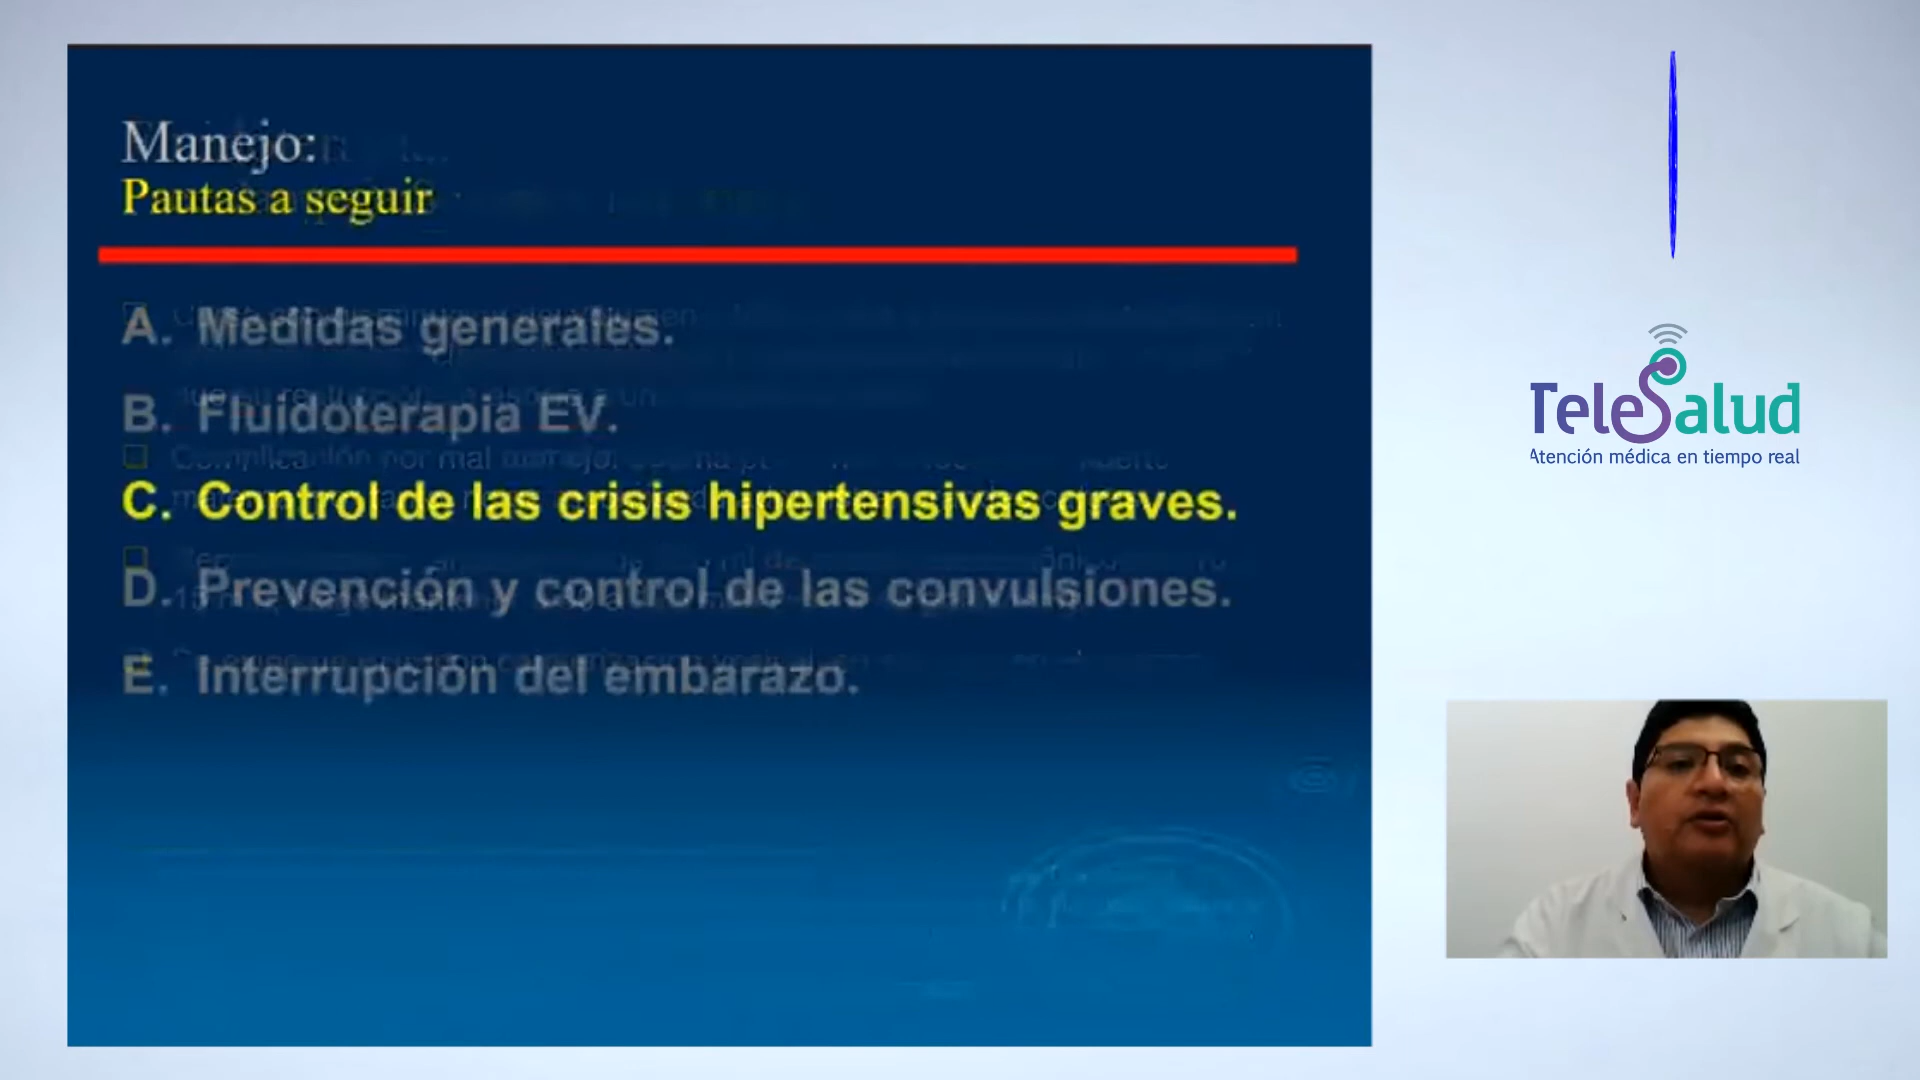 Manejo:
Pautas a seguir
A. Medidas generales.
B. Fluidoterapia EV.
C. Control de las crisis hipertensivas graves.
D. Prevención y control de las convulsiones.
E. Interrupción del embarazo.
TeleSalud
Atención médica en tiempo real